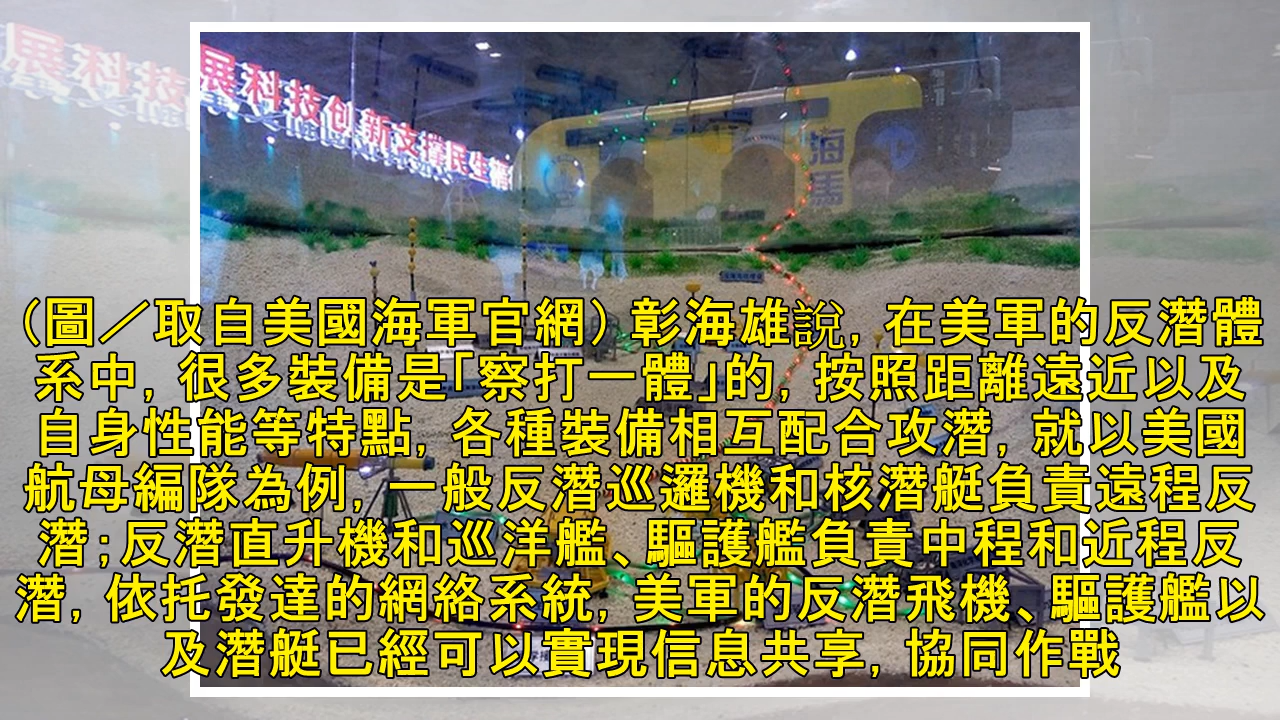 展科技创新文
海馬
(圖／取自美國海軍官網) 彰海雄說, 在美軍的反潛體
系中, 很多裝備是「察打一體」的, 按照距離遠近以及
自身性能等特點, 各種裝備相互配合攻潛, 就以美國
航母編隊為例, 一般反潛巡邏機和核潛艇負責遠程反
潛; 反潛直升機和巡洋艦、驅護艦負責中程和近程反
潛, 依托發達的網絡系統, 美軍的反潛飛機、驅護艦以
及潛艇已經可以實現信息共享, 協同作戰